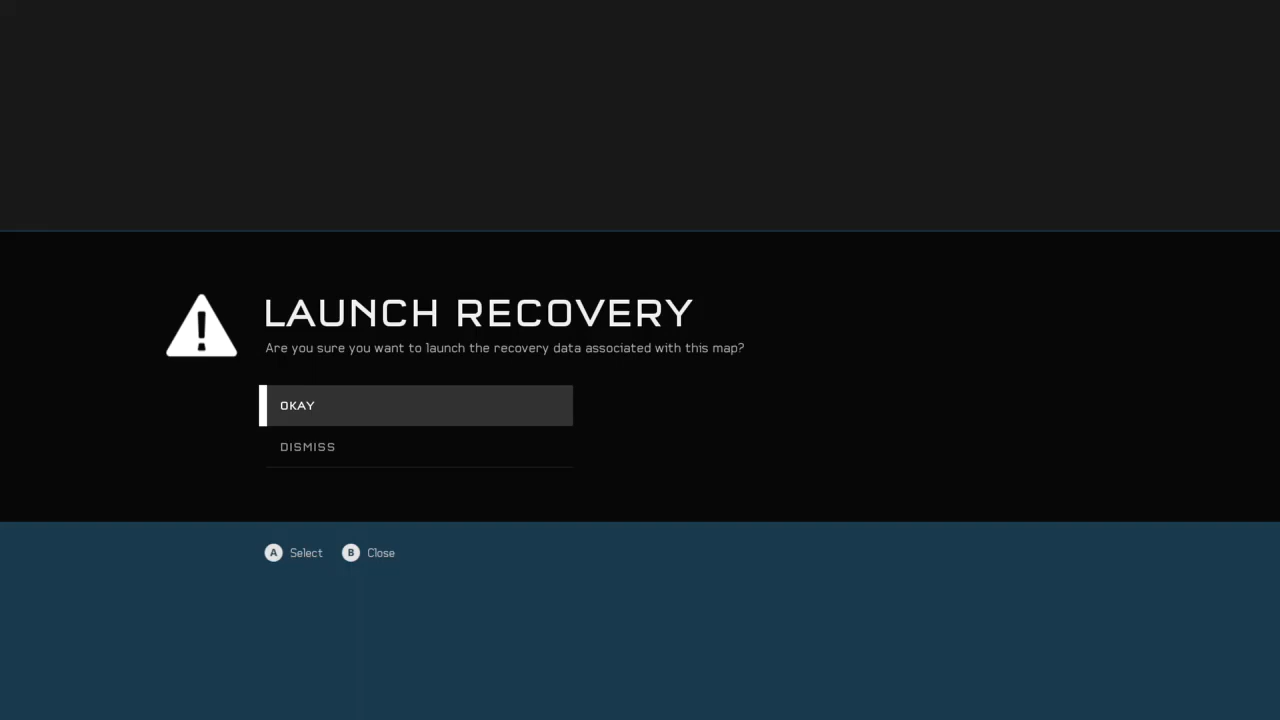 LAUNCH RECOVERY
Are you sure you want to launch the recovery data associated with this map?
OKAY
DISMISS
A Select B Close